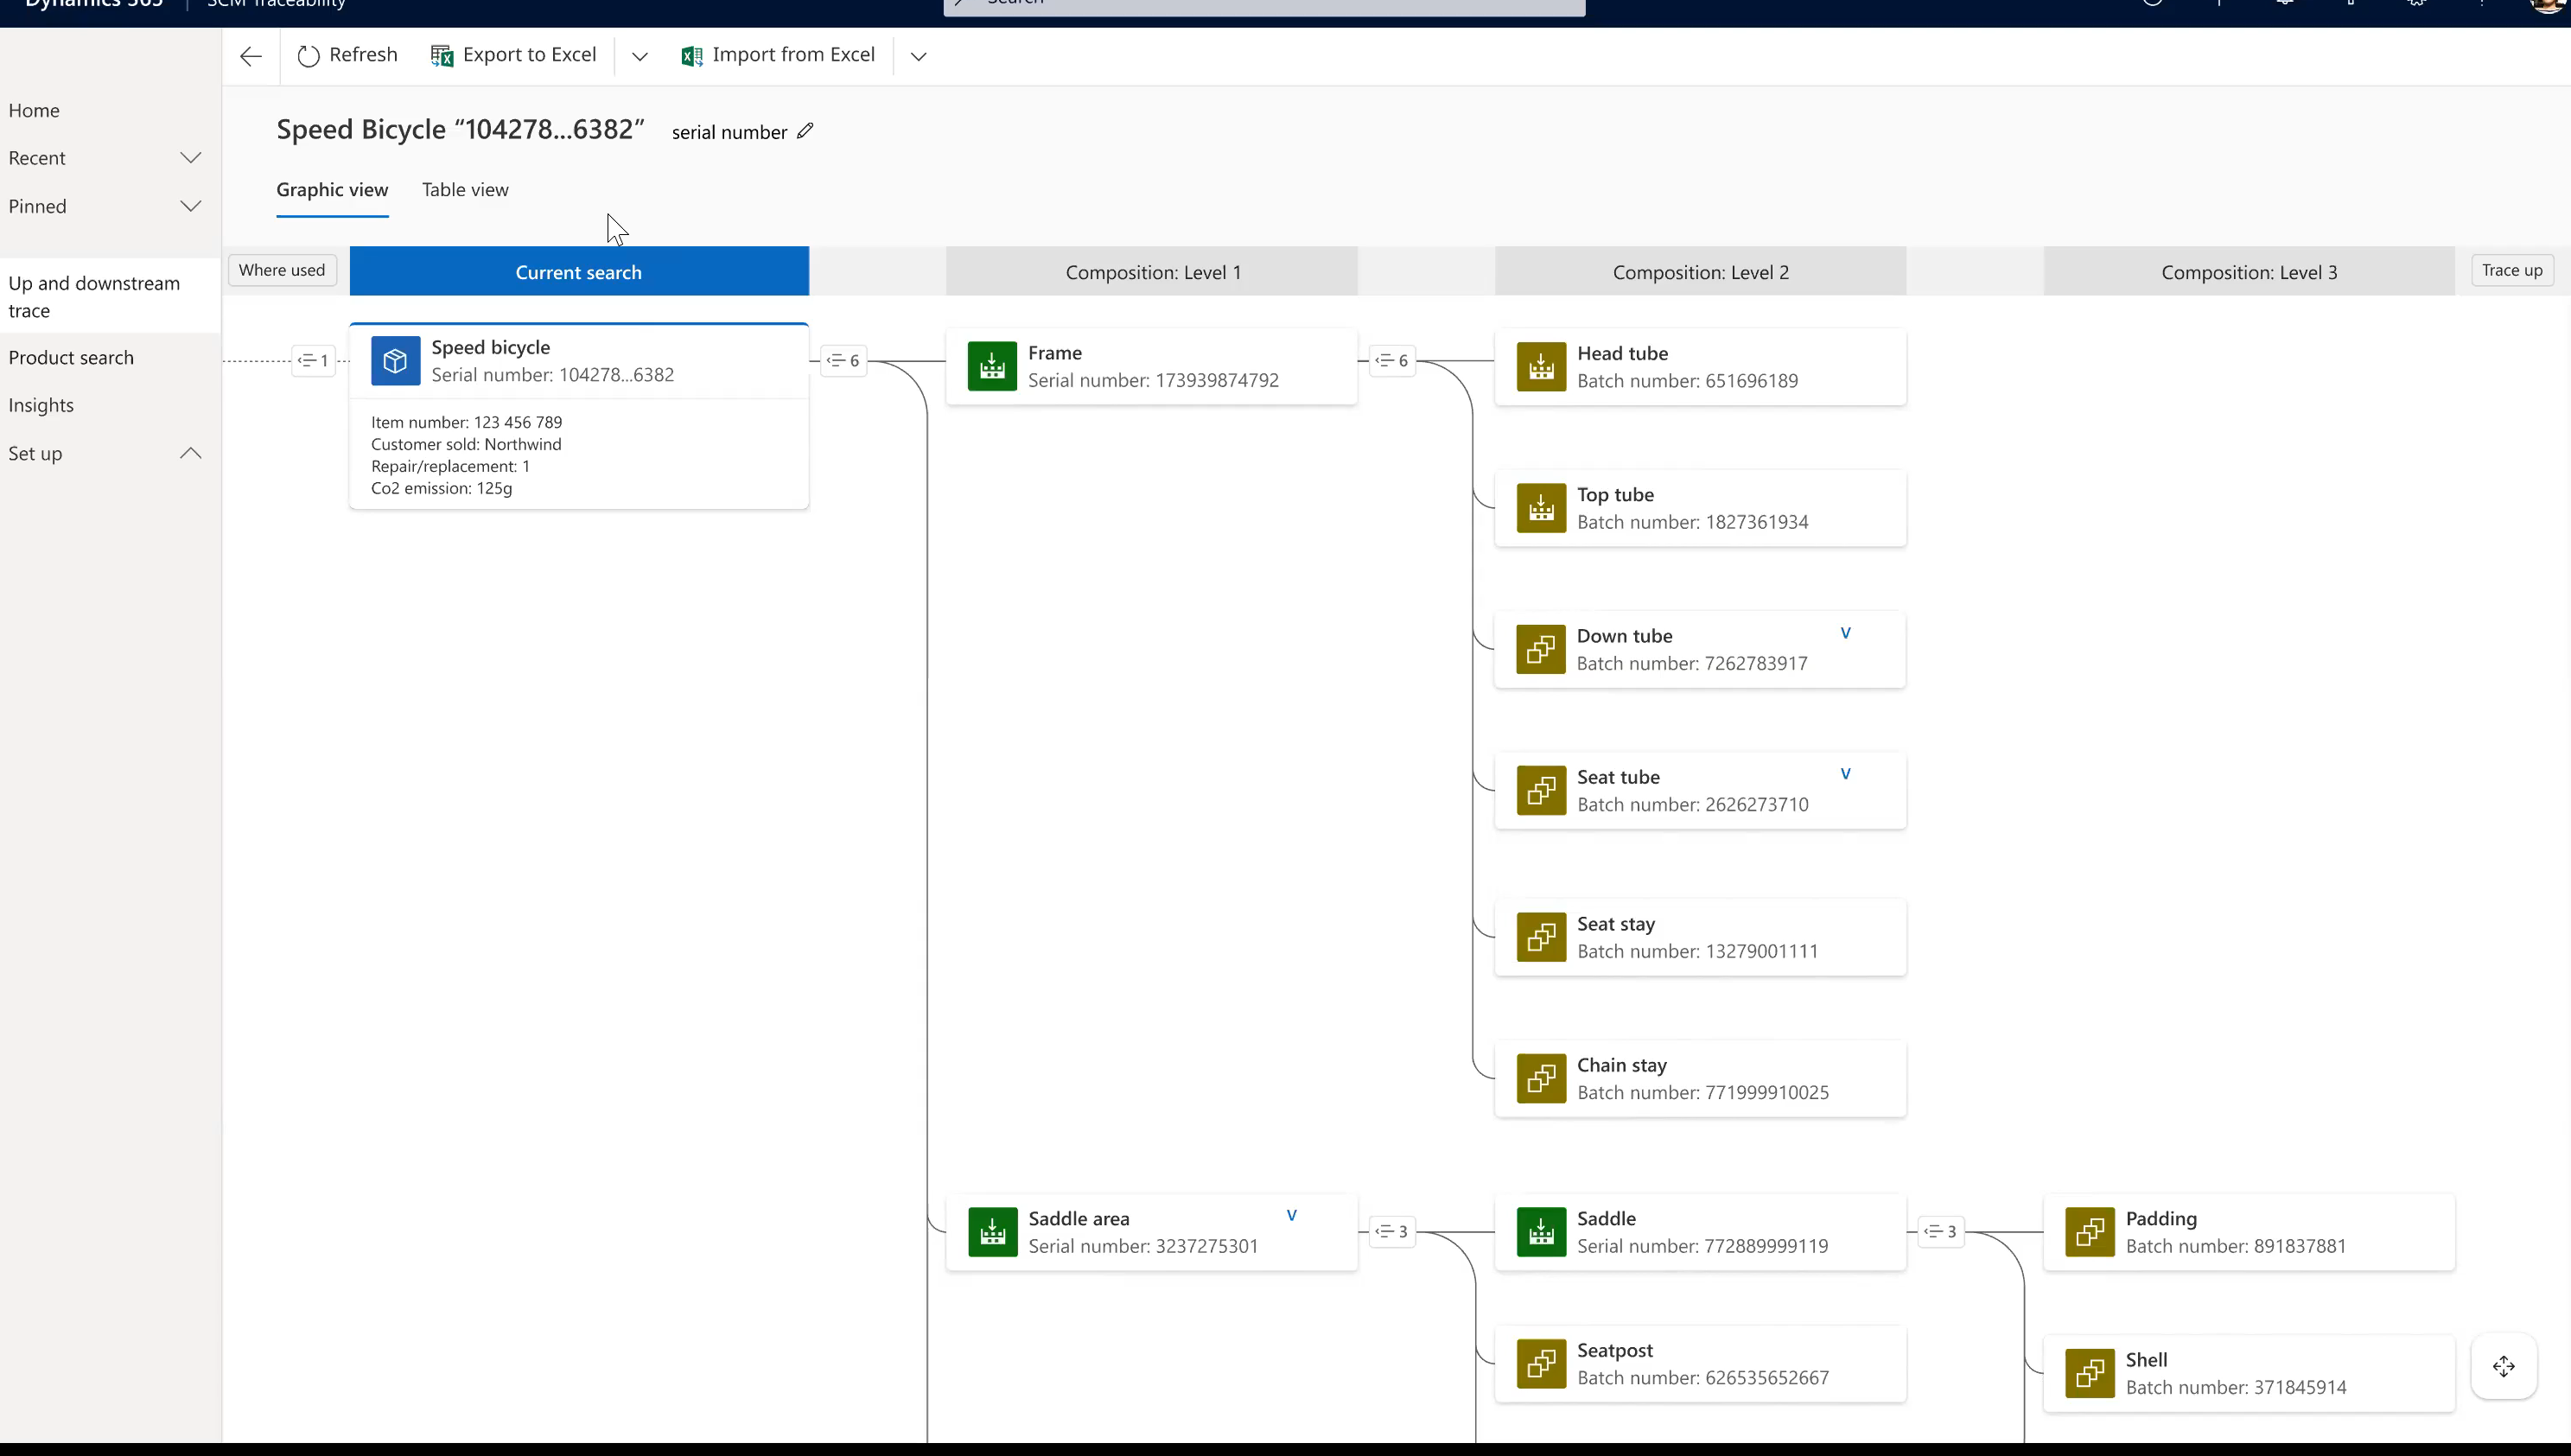 Dynamics 365 | SCM Traceability
Search
Refresh Export to Excel Import from Excel
Home
Recent
Pinned
Up and downstream
trace
Product search
Insights
Set up
Speed Bicycle “104278...6382” serial number
Graphic view Table view
Where used Current search Composition: Level 1 Composition: Level 2 Composition: Level 3 Trace up
1
Speed bicycle
Serial number: 104278...6382
Item number: 123 456 789
Customer sold: Northwind
Repair/replacement: 1
Co2 emission: 125g
6
Frame
Serial number: 173939874792
6
Head tube
Batch number: 651696189
Top tube
Batch number: 1827361934
Down tube V
Batch number: 7262783917
Seat tube V
Batch number: 2626273710
Seat stay
Batch number: 13279001111
Chain stay
Batch number: 771999910025
Saddle area V
Serial number: 3237275301
3
Saddle
Serial number: 772889999119
3
Padding
Batch number: 891837881
Seatpost
Batch number: 626535652667
Shell
Batch number: 371845914